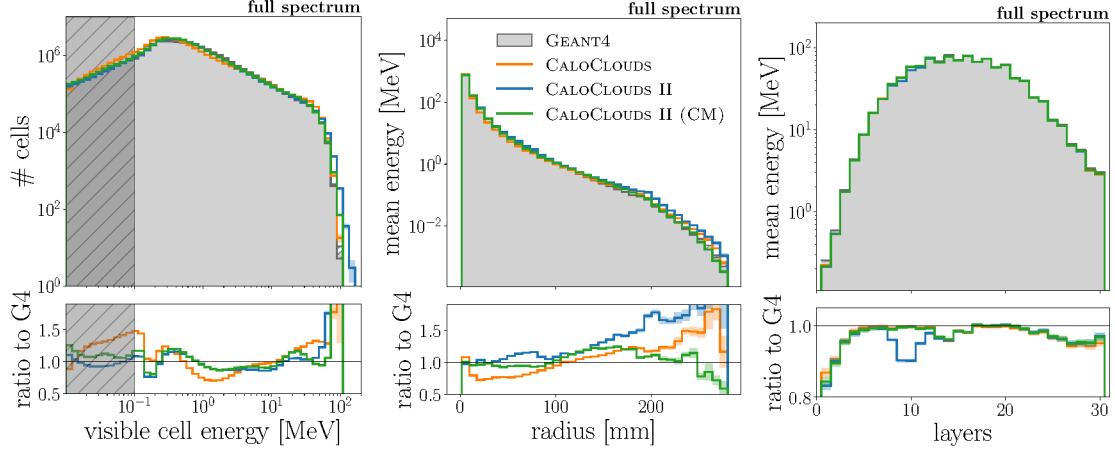 full spectrum
# cells
10^6
10^4
10^2
10^0
ratio to G4
1.5
1.0
0.5
10^−1
10^0
10^1
10^2
visible cell energy [MeV]
full spectrum
mean energy [MeV]
10^4
10^2
10^0
10^−2
GEANT4
CALOCLOUDS
CALOCLOUDS II
CALOCLOUDS II (CM)
ratio to G4
1.5
1.0
0.5
0
100
200
radius [mm]
full spectrum
mean energy [MeV]
10^2
10^1
10^0
ratio to G4
1.0
0.8
0
10
20
30
layers